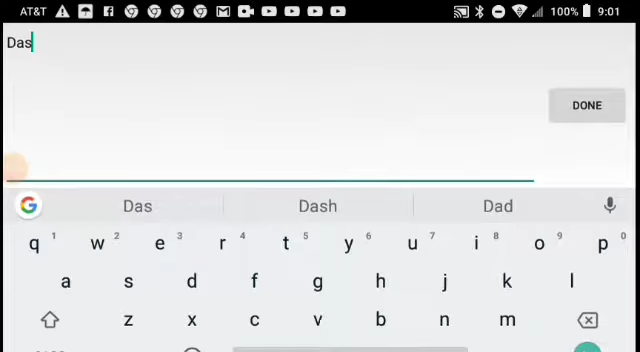 AT&T 100% 9:01
Das
DONE
G Das Dash Dad
q 1 w 2 e 3 r 4 t 5 y 6 u 7 i 8 o 9 p 0
a s d f g h j k l
z x c v b n m